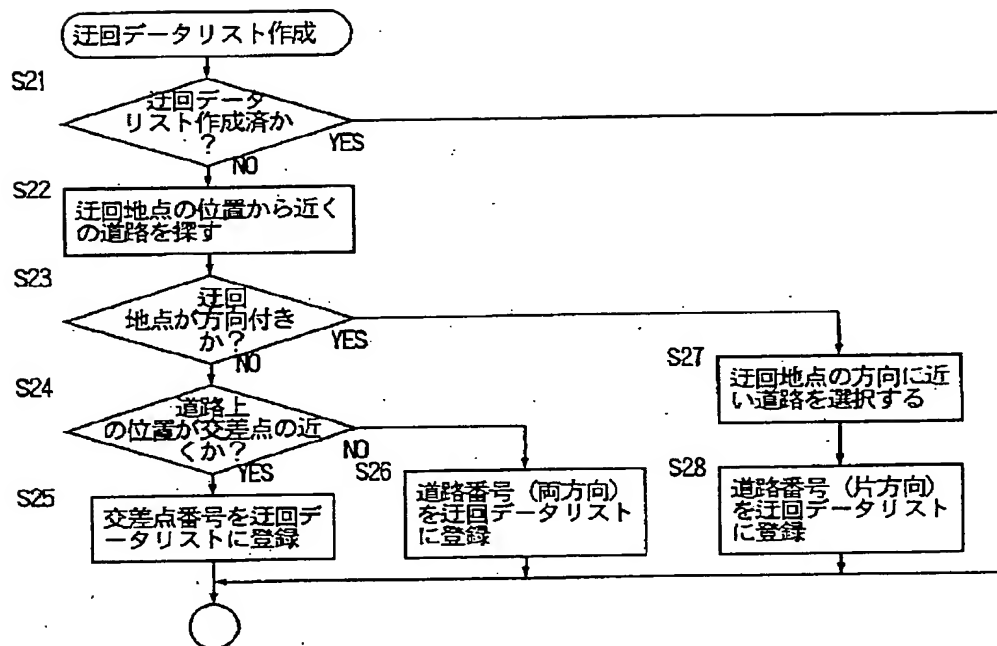 迂回データリスト作成
S21
迂回データ
リスト作成済か
?
YES
NO
S22
迂回地点の位置から近く
の道路を探す
S23
迂回
地点が方向付き
か?
YES
NO
S27
迂回地点の方向に近
い道路を選択する
S24
道路上
の位置が交差点の近
くか?
NO
YES
S25
交差点番号を迂回デ
ータリストに登録
S26
道路番号(両方向)
を迂回データリスト
に登録
S28
道路番号(片方向)
を迂回データリスト
に登録